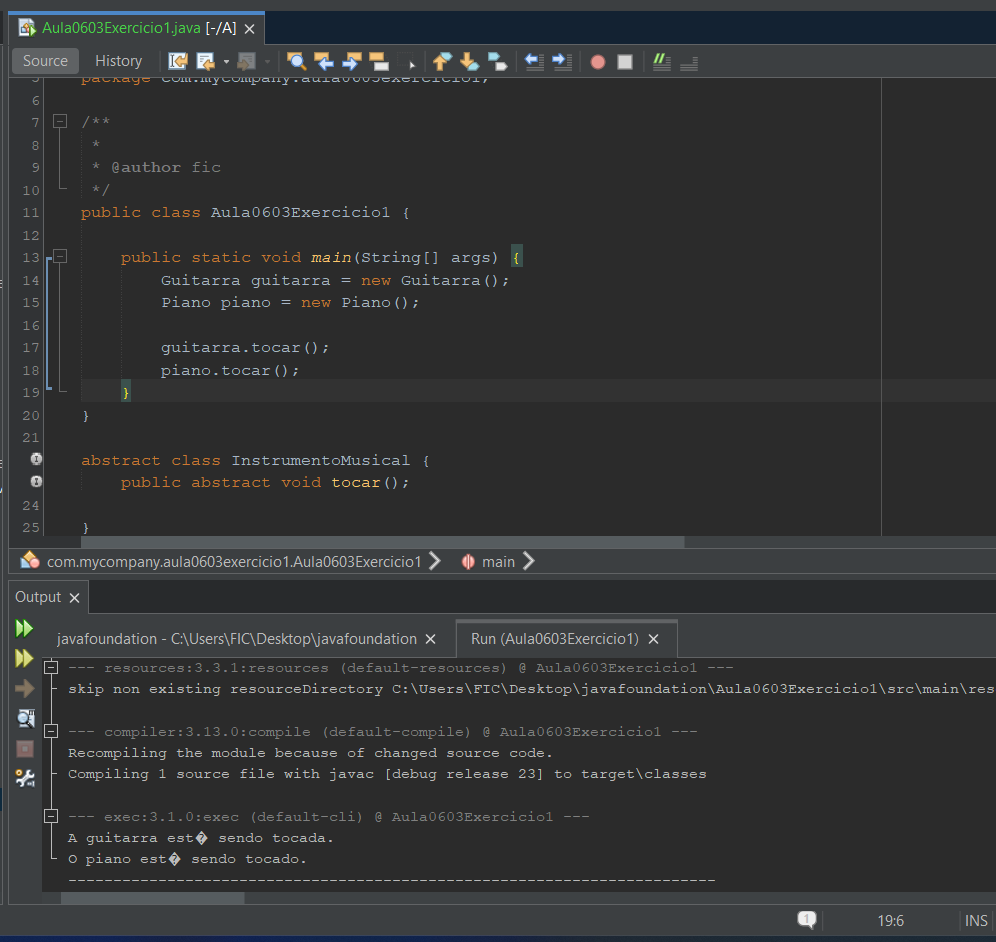 Aula0603Exercicio1.java [-/A]
Source History
5 package com.mycompany.aula0603exercicio1;
6
7 /**
8 *
9 * @author fic
10 */
11 public class Aula0603Exercicio1 {
12
13 public static void main(String[] args) {
14 Guitarra guitarra = new Guitarra();
15 Piano piano = new Piano();
16
17 guitarra.tocar();
18 piano.tocar();
19 }
20 }
21
abstract class InstrumentoMusical {
public abstract void tocar();
24
25 }
com.mycompany.aula0603exercicio1.Aula0603Exercicio1 main
Output
javafoundation - C:\Users\FIC\Desktop\javafoundation Run (Aula0603Exercicio1)
--- resources:3.3.1:resources (default-resources) @ Aula0603Exercicio1 ---
skip non existing resourceDirectory C:\Users\FIC\Desktop\javafoundation\Aula0603Exercicio1\src\main\res
--- compiler:3.13.0:compile (default-compile) @ Aula0603Exercicio1 ---
Recompiling the module because of changed source code.
Compiling 1 source file with javac [debug release 23] to target\classes
--- exec:3.1.0:exec (default-cli) @ Aula0603Exercicio1 ---
A guitarra est� sendo tocada.
O piano est� sendo tocado.
------------------------------------------------------------------------
1 19:6 INS